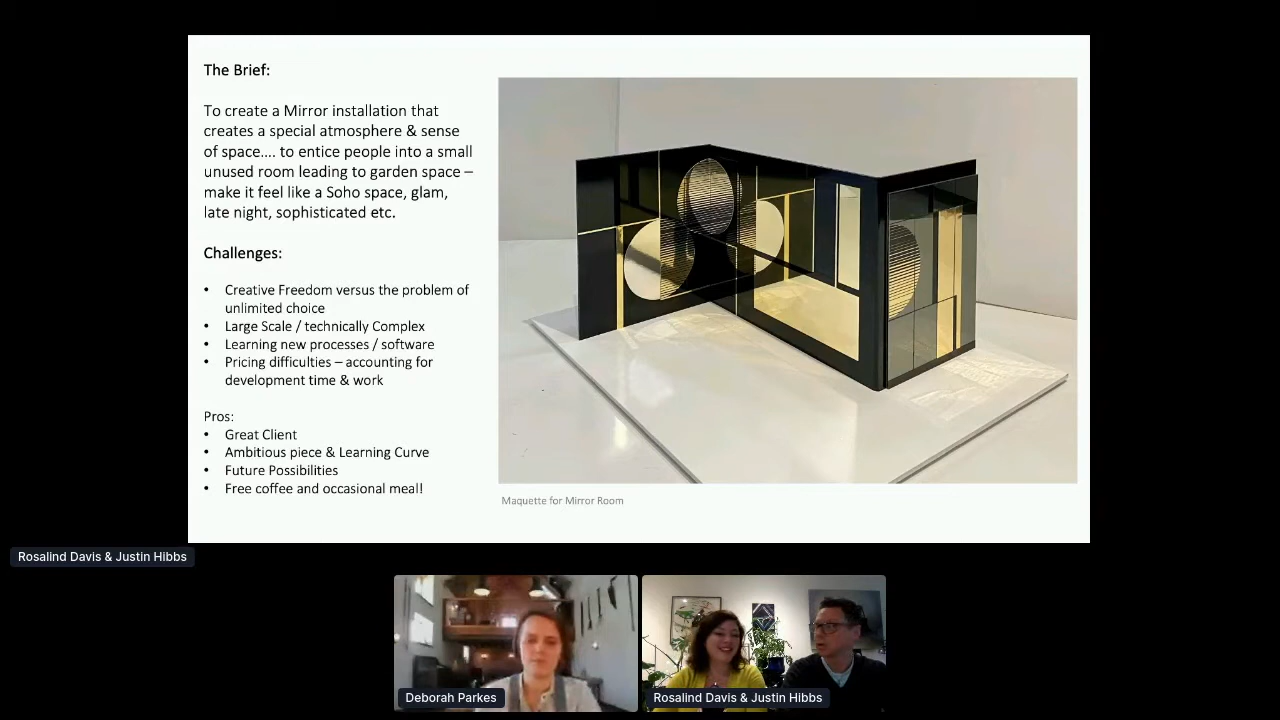 The Brief:
To create a Mirror installation that
creates a special atmosphere & sense
of space.... to entice people into a small
unused room leading to garden space –
make it feel like a Soho space, glam,
late night, sophisticated etc.
Challenges:
• Creative Freedom versus the problem of
unlimited choice
• Large Scale / technically Complex
• Learning new processes / software
• Pricing difficulties – accounting for
development time & work
Pros:
• Great Client
• Ambitious piece & Learning Curve
• Future Possibilities
• Free coffee and occasional meal!
Maquette for Mirror Room
Rosalind Davis & Justin Hibbs
Deborah Parkes
Rosalind Davis & Justin Hibbs